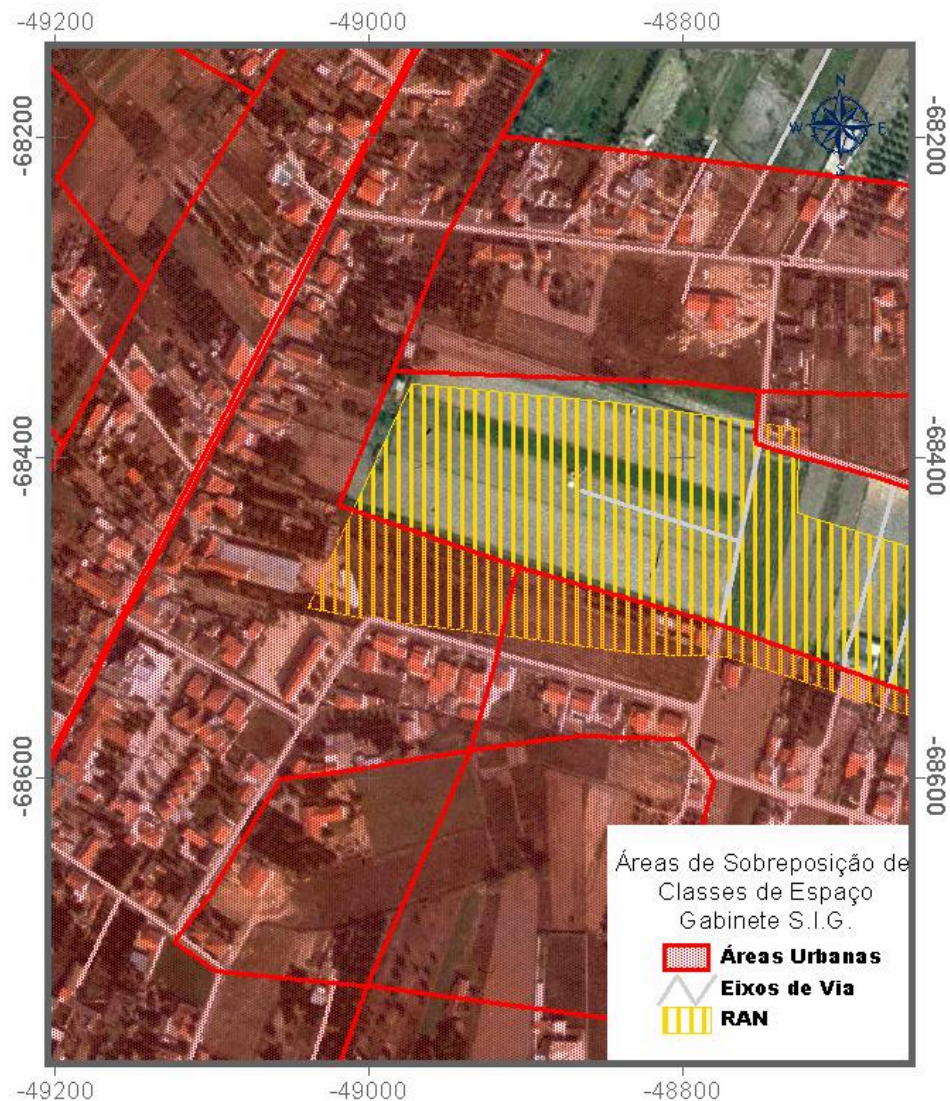 -49200 -49000 -48800
N
W E
S
-68200 -68200
-68400 -68400
-68600 -68600
Áreas de Sobreposição de
Classes de Espaço
Gabinete S.I.G.
Áreas Urbanas
Eixos de Via
RAN
-49200 -49000 -48800